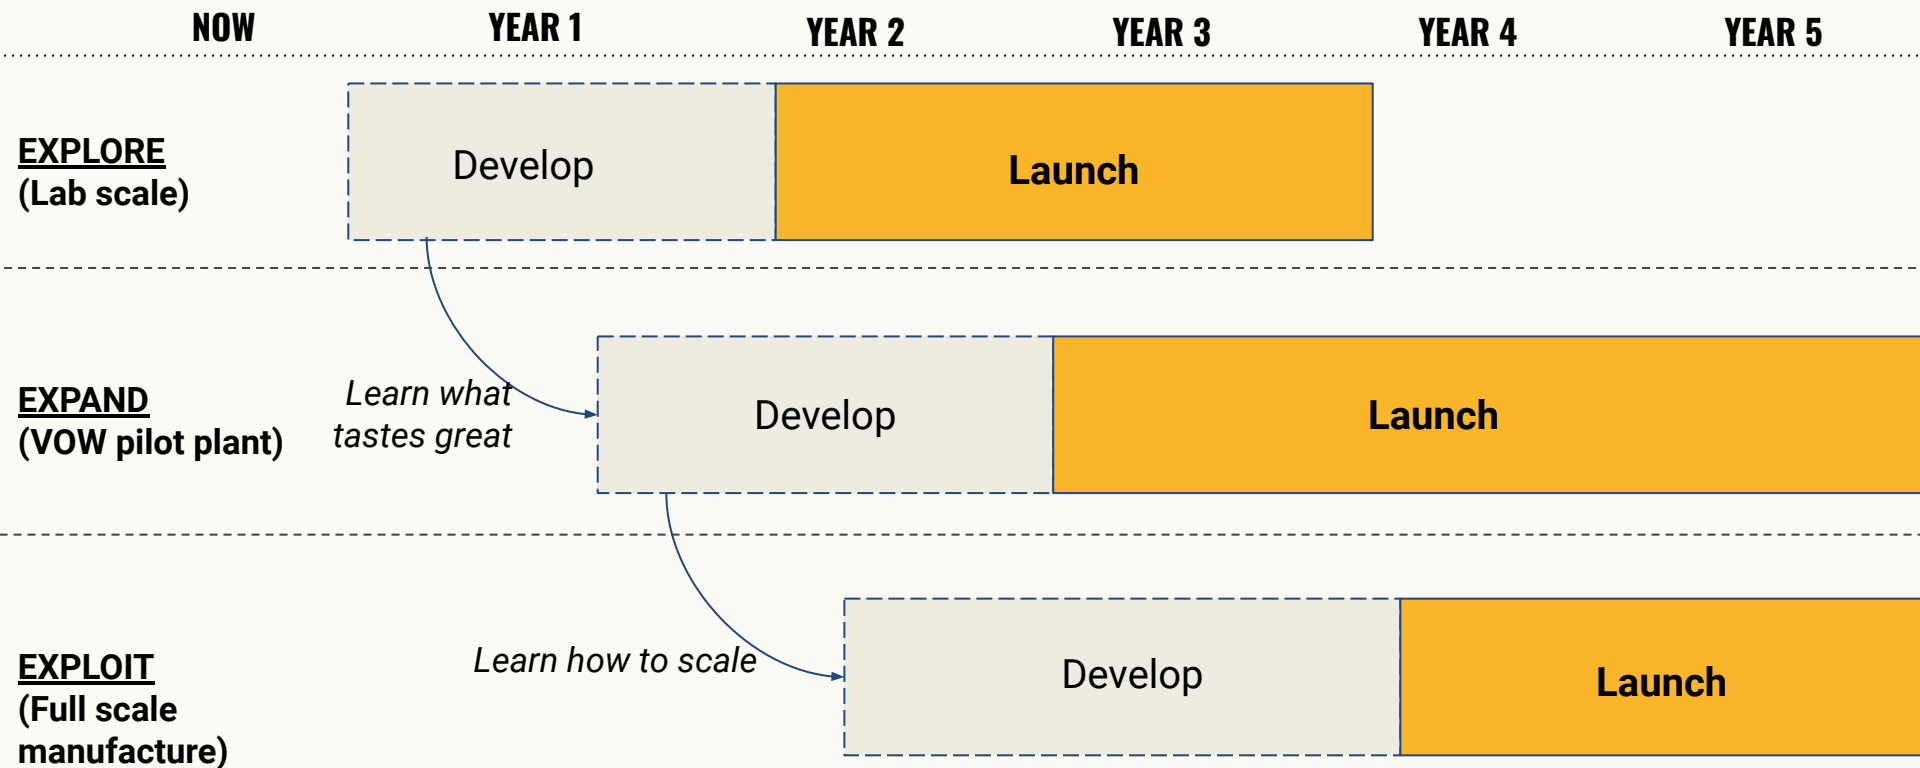 NOW YEAR 1 YEAR 2 YEAR 3 YEAR 4 YEAR 5
EXPLORE
(Lab scale)
Develop
Launch
Learn what
tastes great
EXPAND
(VOW pilot plant)
Develop
Launch
Learn how to scale
EXPLOIT
(Full scale
manufacture)
Develop
Launch